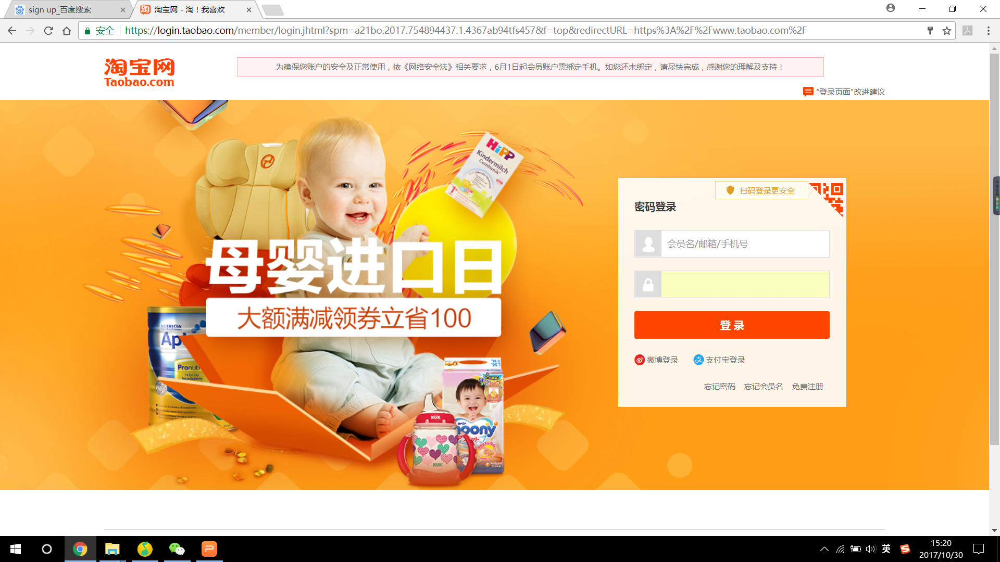 sign up_百度搜索
淘宝网 - 淘！我喜欢
安全
https://login.taobao.com/member/login.jhtml?spm=a21bo.2017.754894437.1.4367ab94tfs457&f=top&redirectURL=https%3A%2F%2Fwww.taobao.com%2F
淘宝网
Taobao.com
为确保您账户的安全及正常使用，依《网络安全法》相关要求，6月1日起会员账户需绑定手机。如您还未绑定，请尽快完成，感谢您的理解及支持！
"登录页面"改进建议
HiPP
Kindermilch
Combiotik
1+
母婴进口日
大额满减领券立省100
NUTRICIA
Pronutr
NUK
moony
NUK
扫码登录更安全
密码登录
会员名/邮箱/手机号
登 录
微博登录
支付宝登录
忘记密码
忘记会员名
免费注册
英
15:20
2017/10/30